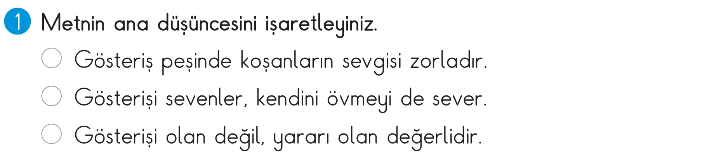 1 Metnin ana düşüncesini işaretleyiniz.
Gösteriş peşinde koşanların sevgisi zorladır.
Gösterişi sevenler, kendini övmeyi de sever.
Gösterişi olan değil, yararı olan değerlidir.